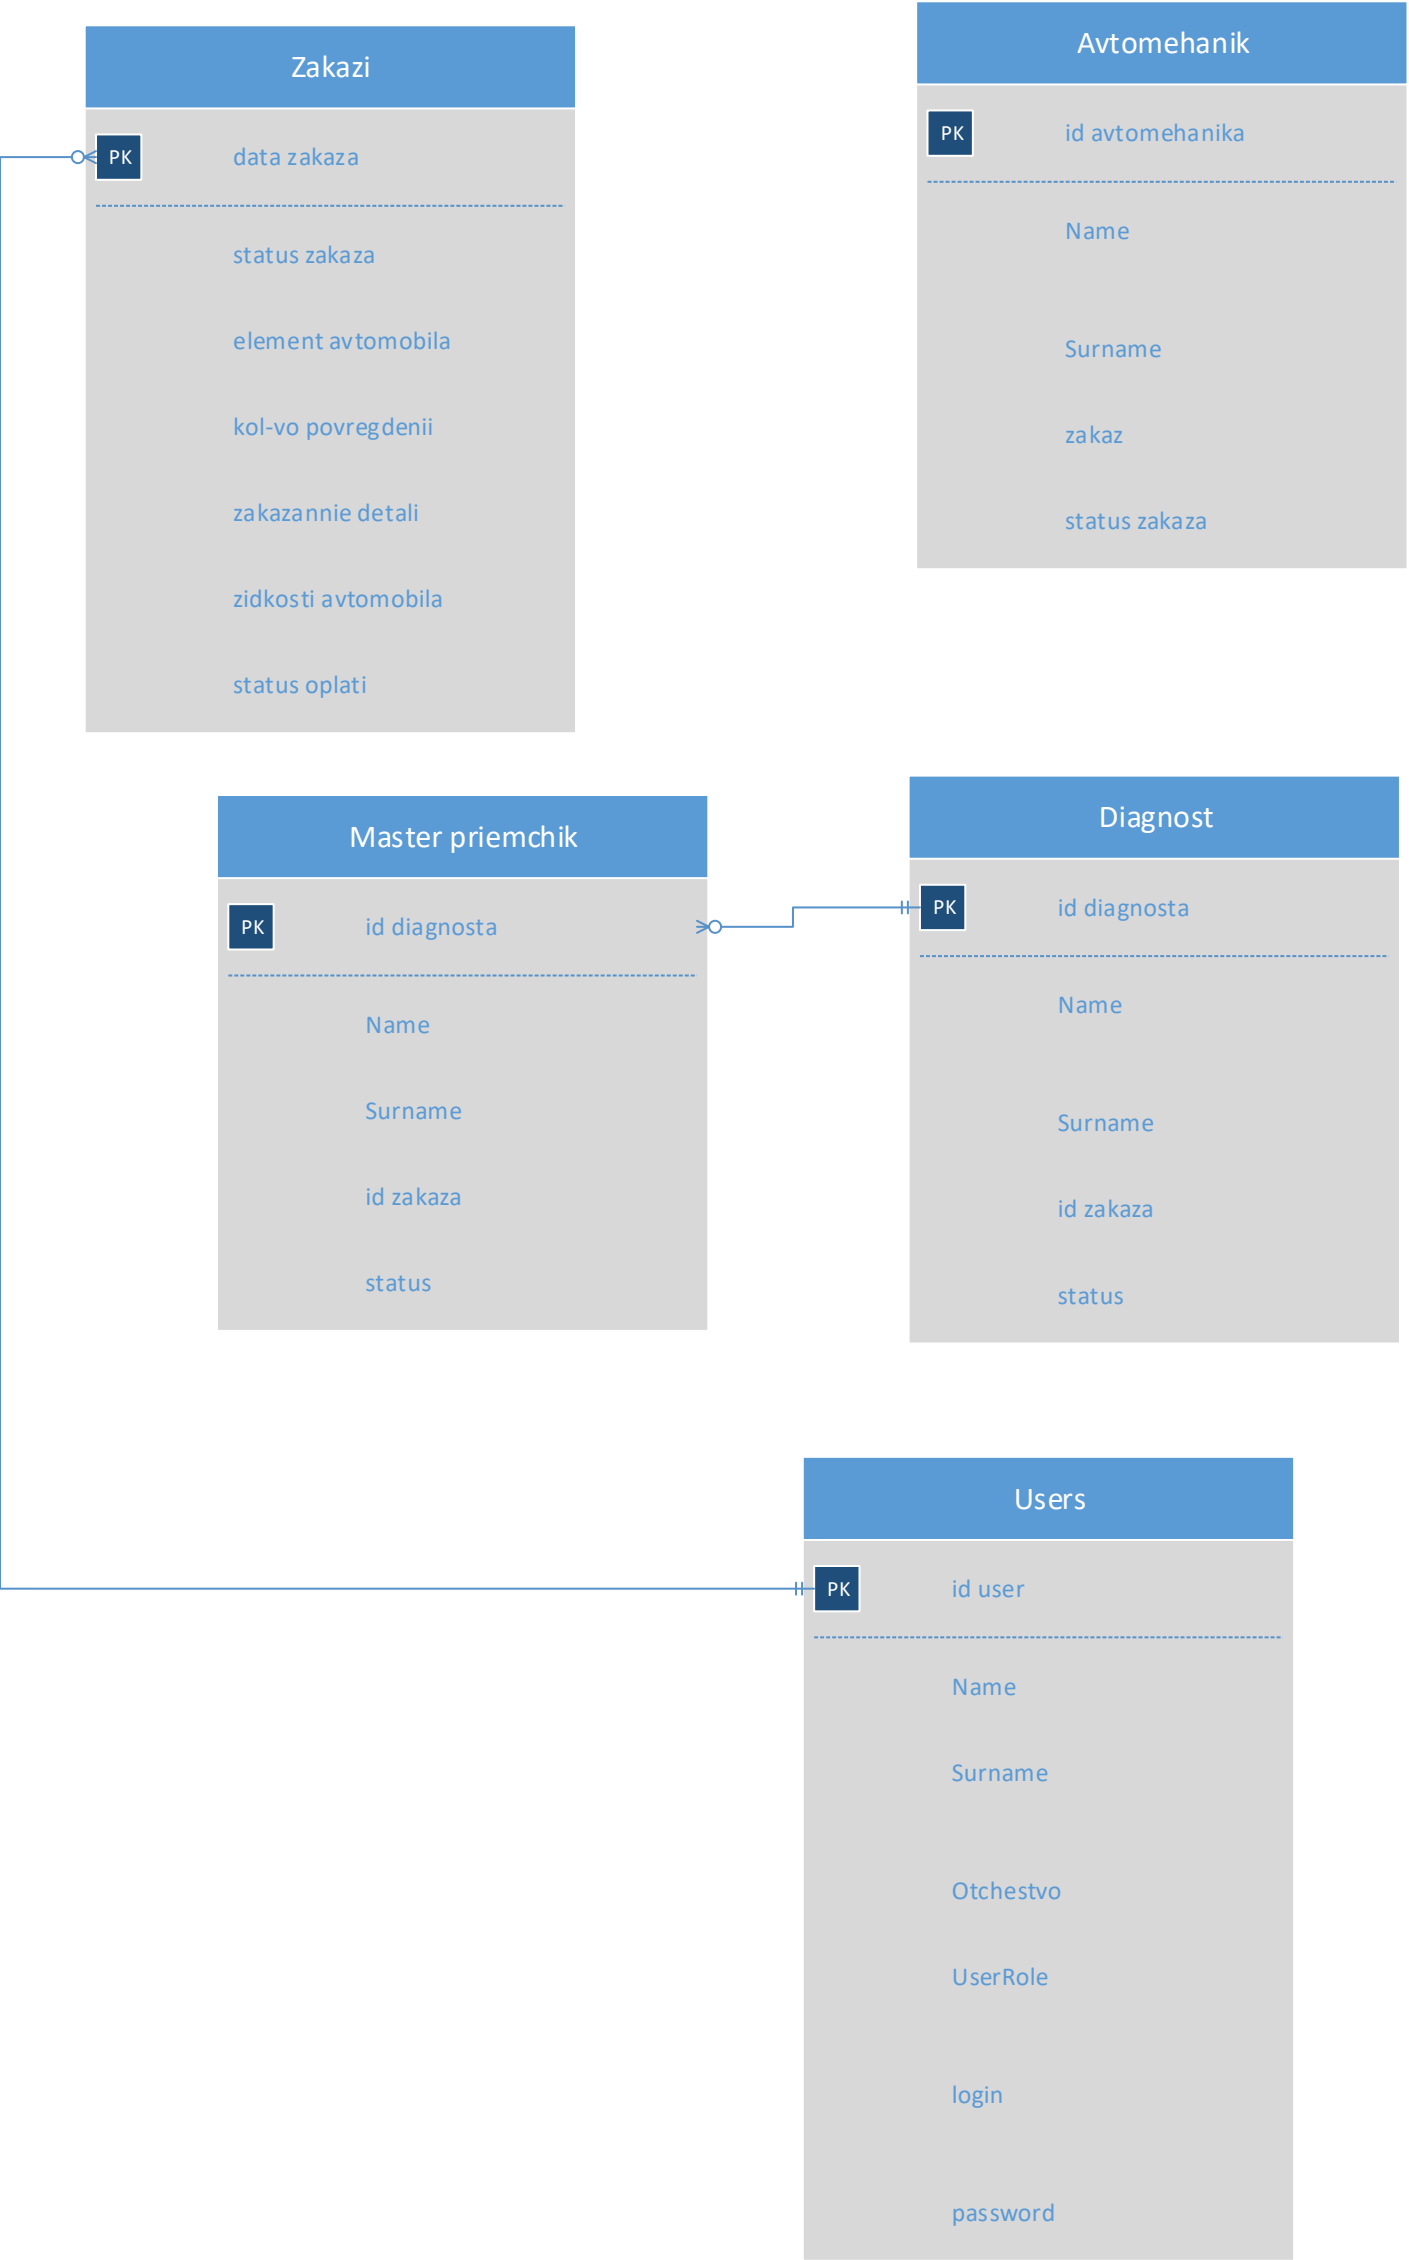 Zakazi
PK
data zakaza
status zakaza
element avtomobila
kol-vo povregdenii
zakazannie detali
zidkosti avtomobila
status oplati
Avtomehanik
PK
id avtomehanika
Name
Surname
zakaz
status zakaza
Master priemchik
PK
id diagnosta
Name
Surname
id zakaza
status
Diagnost
PK
id diagnosta
Name
Surname
id zakaza
status
Users
PK
id user
Name
Surname
Otchestvo
UserRole
login
password